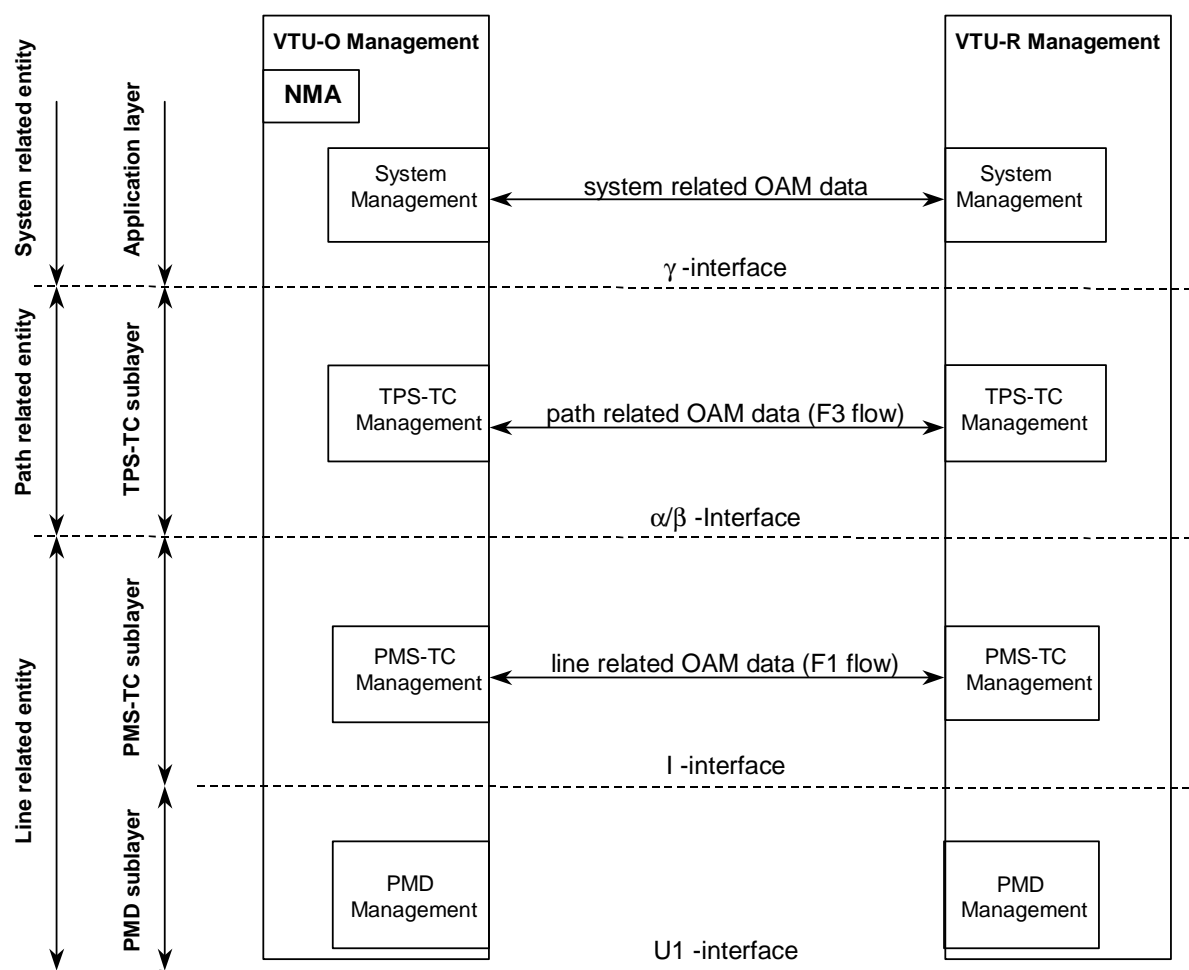 VTU-O Management
VTU-R Management
NMA
System related entity
Application layer
System
Management
system related OAM data
System
Management
γ -interface
Path related entity
TPS-TC sublayer
TPS-TC
Management
path related OAM data (F3 flow)
TPS-TC
Management
α/β -Interface
Line related entity
PMS-TC sublayer
PMS-TC
Management
line related OAM data (F1 flow)
PMS-TC
Management
I -interface
PMD sublayer
PMD
Management
PMD
Management
U1 -interface